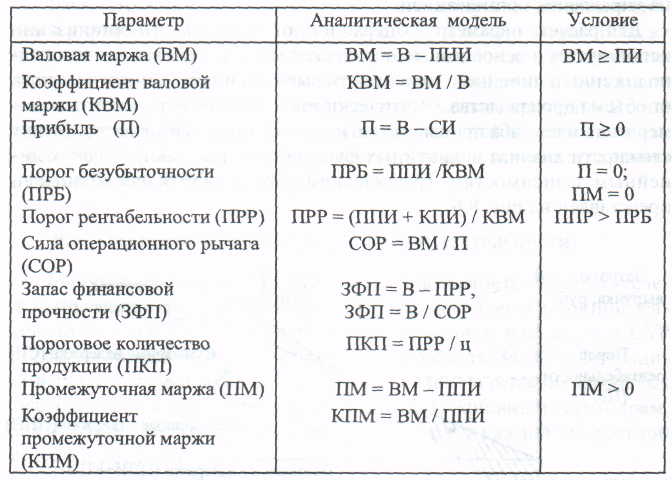 Параметр Аналитическая модель Условие
Валовая маржа (ВМ) ВМ = В – ПНИ ВМ ≥ ПИ
Коэффициент валовой
маржи (КВМ) КВМ = ВМ / В
Прибыль (П) П = В – СИ П ≥ 0
Порог безубыточности
(ПРБ) ПРБ = ППИ /КВМ П = 0;
ПМ = 0
Порог рентабельности (ПРР) ПРР = (ППИ + КПИ) / КВМ ППР > ПРБ
Сила операционного рычага
(СОР) СОР = ВМ / П
Запас финансовой
прочности (ЗФП) ЗФП = В – ПРР,
ЗФП = В / СОР
Пороговое количество
продукции (ПКП) ПКП = ПРР / ц
Промежуточная маржа (ПМ) ПМ = ВМ – ППИ ПМ > 0
Коэффициент
промежуточной маржи
(КПМ) КПМ = ВМ / ППИ